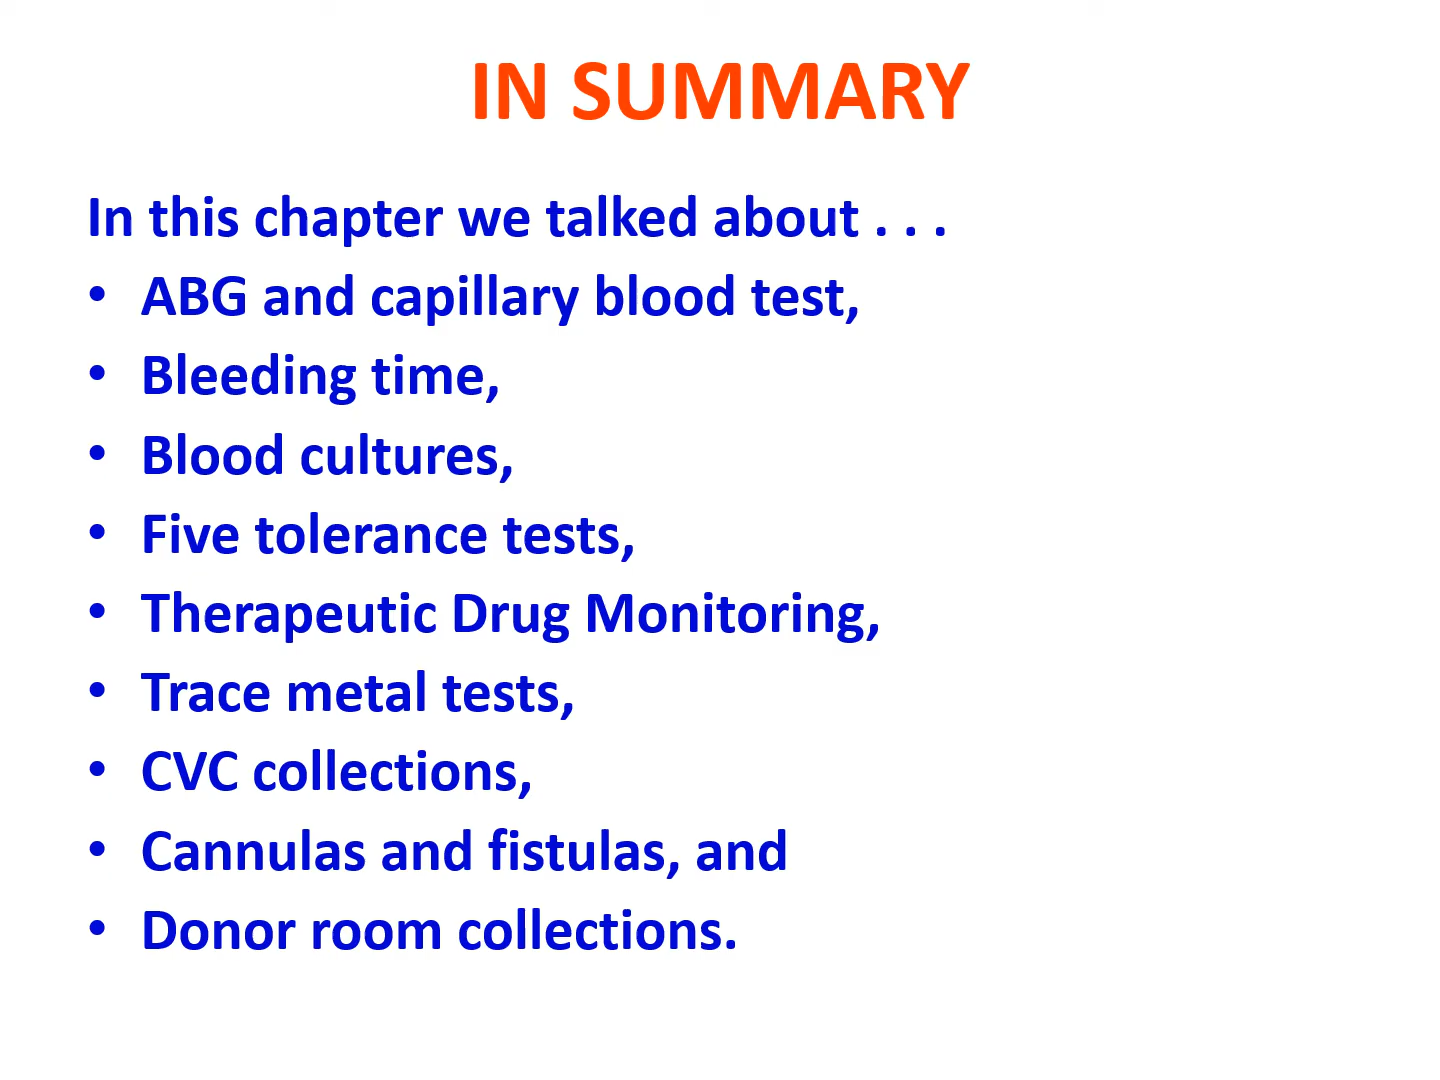 IN SUMMARY
In this chapter we talked about . . .
• ABG and capillary blood test,
• Bleeding time,
• Blood cultures,
• Five tolerance tests,
• Therapeutic Drug Monitoring,
• Trace metal tests,
• CVC collections,
• Cannulas and fistulas, and
• Donor room collections.